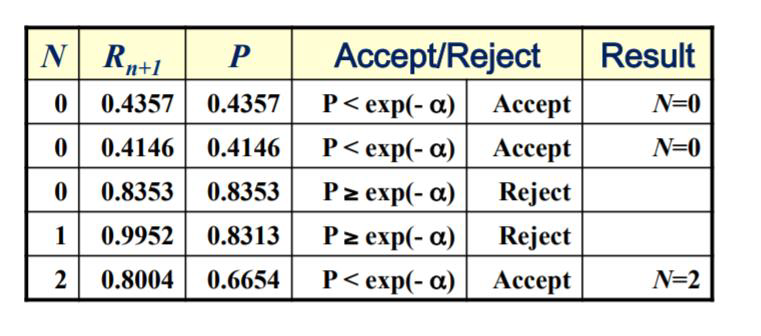 N R_{n+1} P Accept/Reject Result
0 0.4357 0.4357 P < exp(- α) Accept N=0
0 0.4146 0.4146 P < exp(- α) Accept N=0
0 0.8353 0.8353 P ≥ exp(- α) Reject
1 0.9952 0.8313 P ≥ exp(- α) Reject
2 0.8004 0.6654 P < exp(- α) Accept N=2